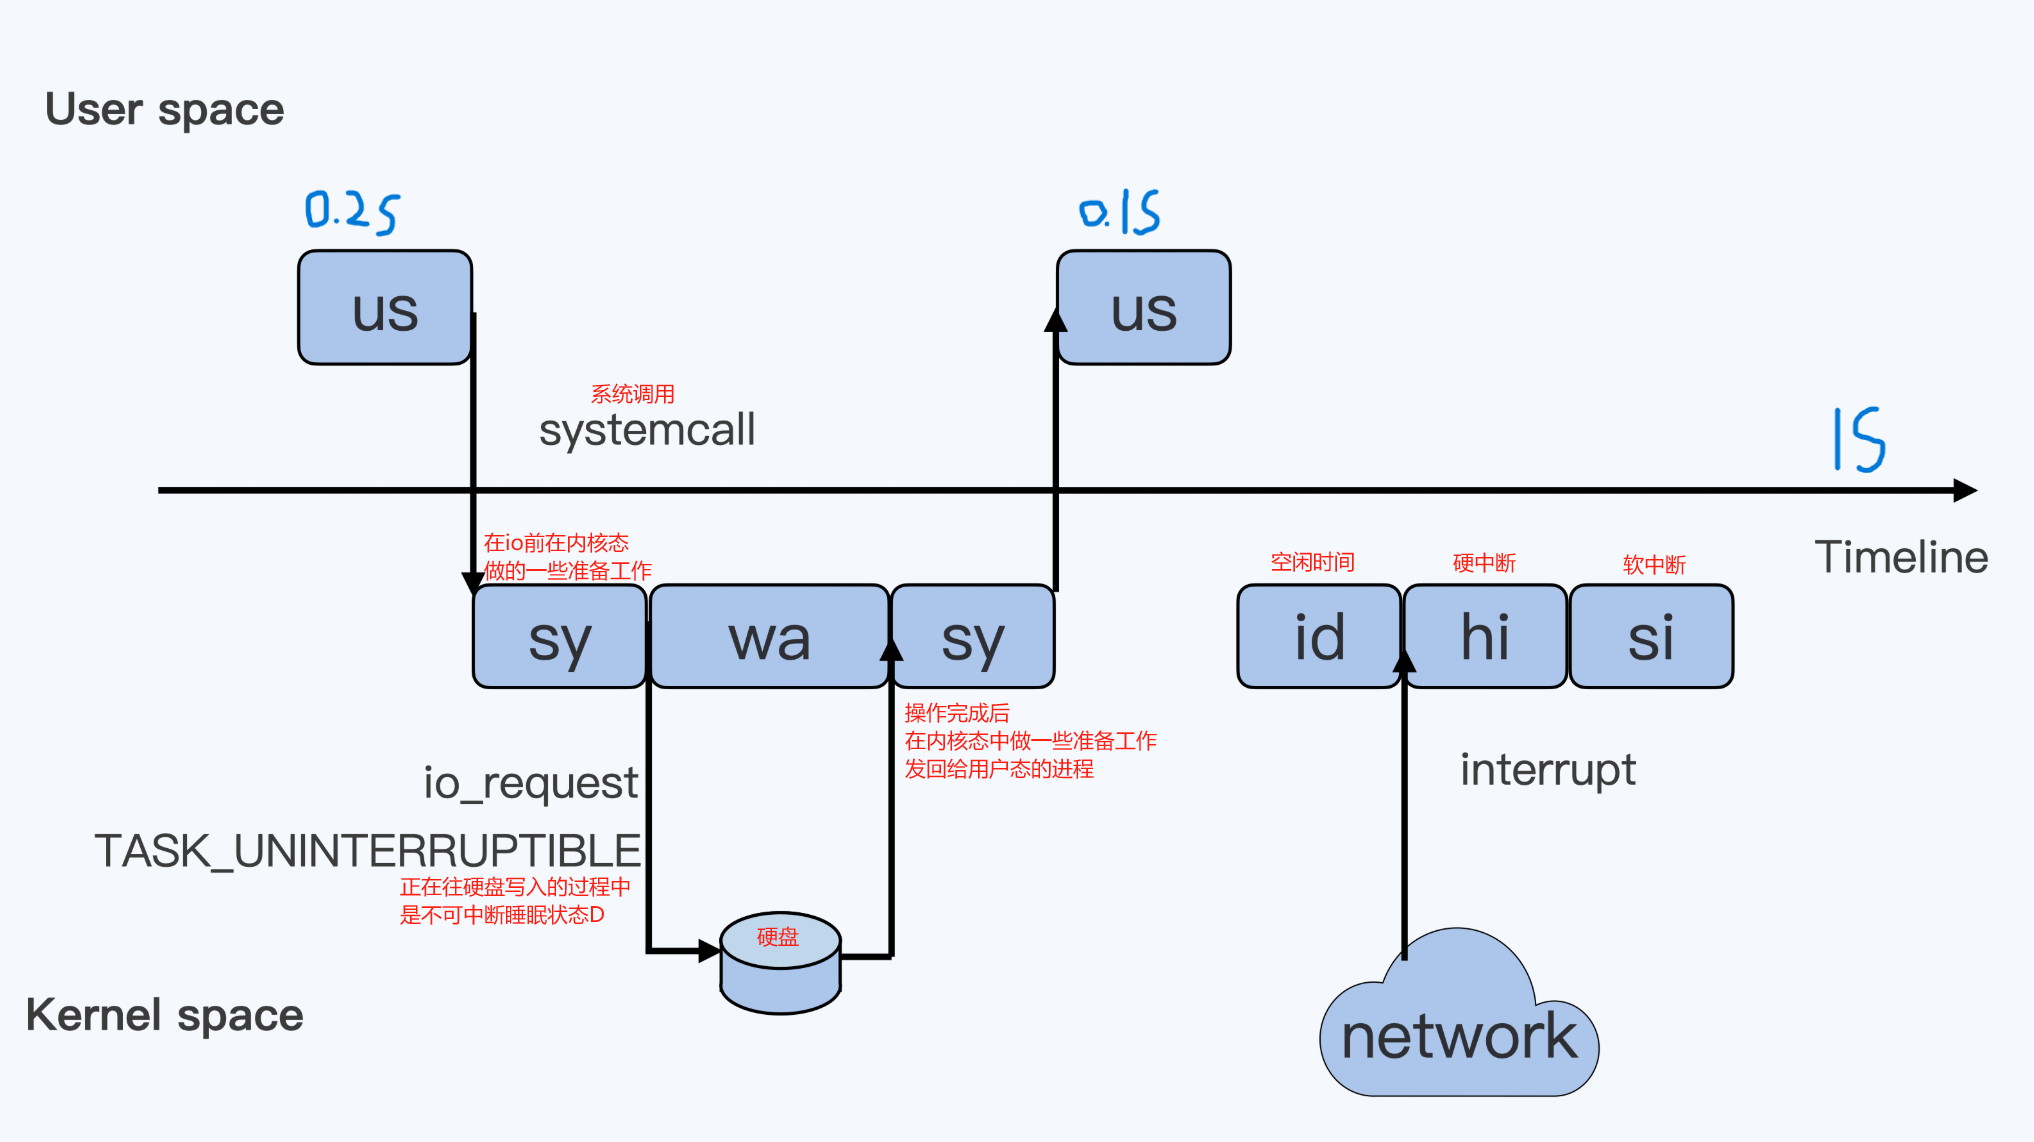 User space
0.2s
0.1s
us
us
系统调用
systemcall
1s
Timeline
在io前在内核态
做的一些准备工作
空闲时间
硬中断
软中断
sy
wa
sy
id
hi
si
操作完成后
在内核态中做一些准备工作
发回给用户态的进程
io_request
interrupt
TASK_UNINTERRUPTIBLE
正在往硬盘写入的过程中
是不可中断睡眠状态D
硬盘
Kernel space
network